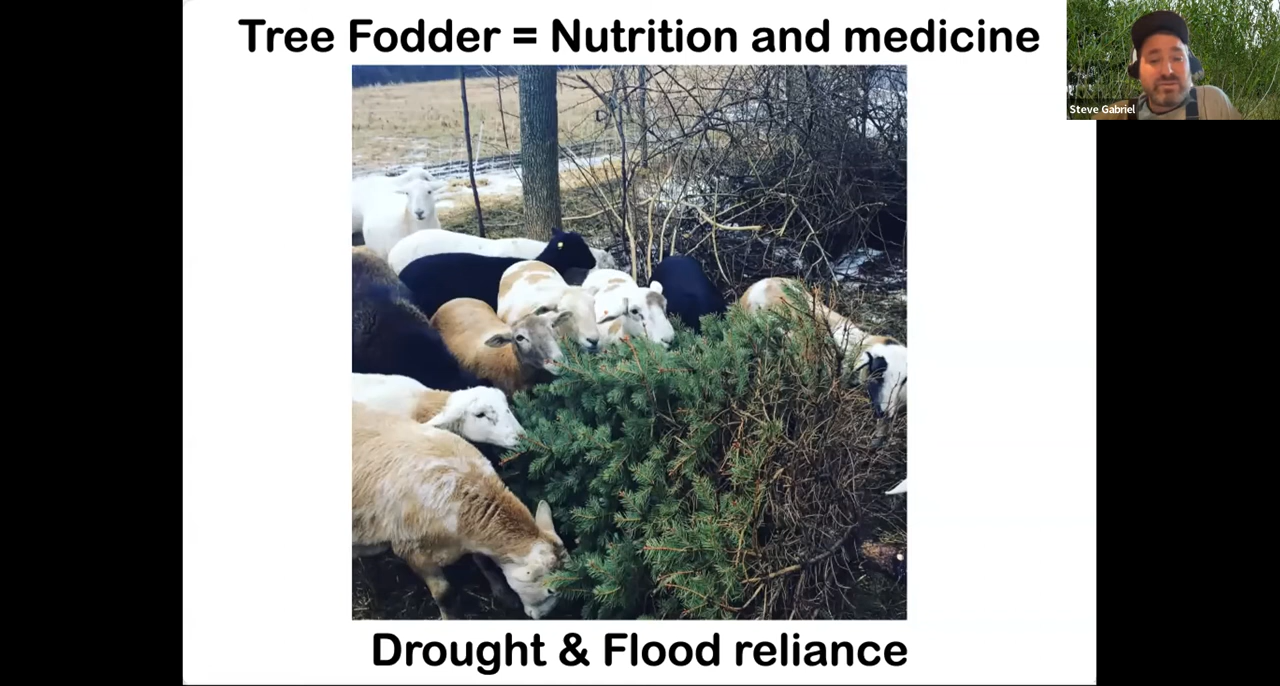 Tree Fodder = Nutrition and medicine
Steve Gabriel
Drought & Flood reliance